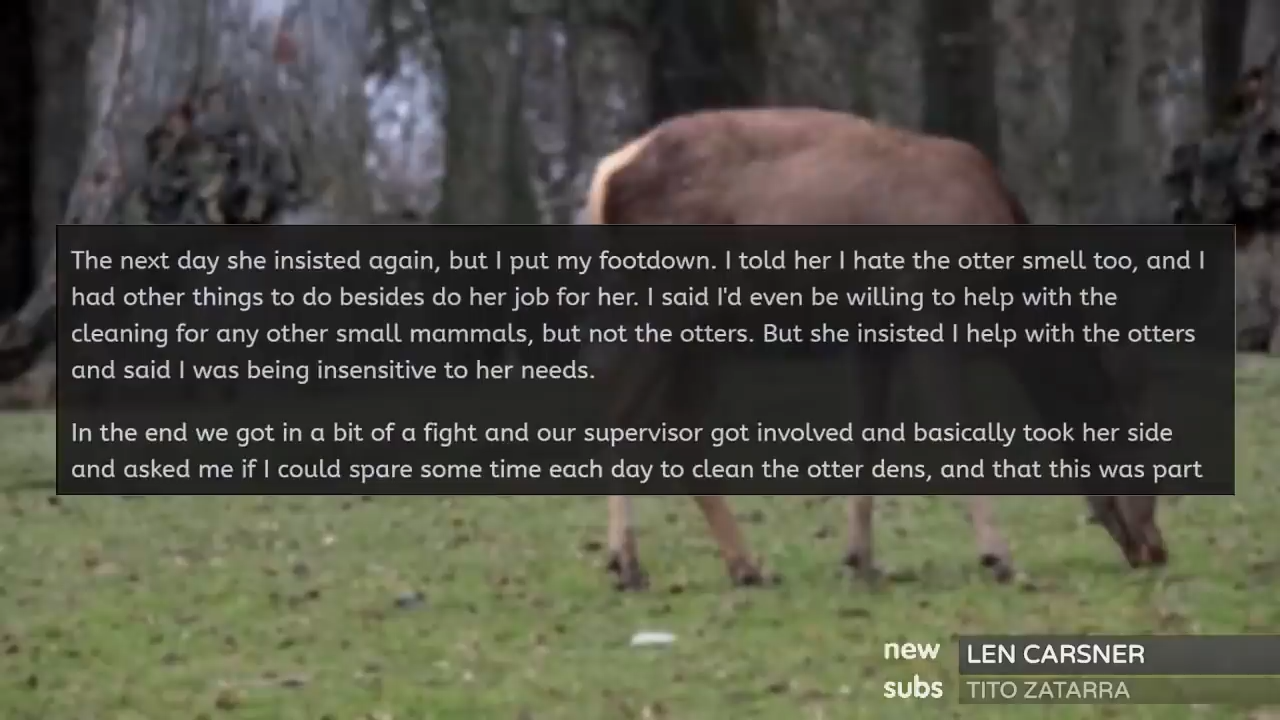 The next day she insisted again, but I put my footdown. I told her I hate the otter smell too, and I
had other things to do besides do her job for her. I said I'd even be willing to help with the
cleaning for any other small mammals, but not the otters. But she insisted I help with the otters
and said I was being insensitive to her needs.
In the end we got in a bit of a fight and our supervisor got involved and basically took her side
and asked me if I could spare some time each day to clean the otter dens, and that this was part
new LEN CARSNER
subs TITO ZATARRA